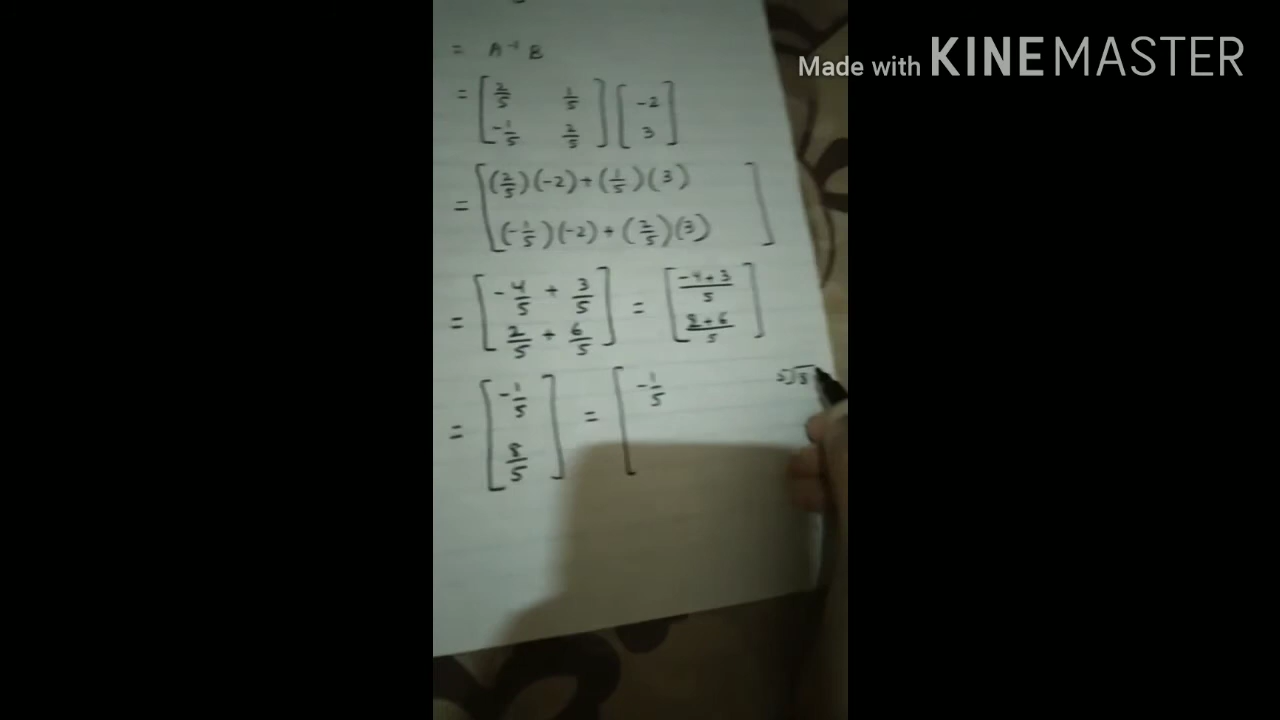 Made with KINEMASTER
= A⁻¹ B
= [ 2/5 1/5 ] [ -2 ]
[ -1/5 2/5 ] [ 3 ]
= [ (2/5)(-2) + (1/5)(3) ]
[ (-1/5)(-2) + (2/5)(3) ]
= [ -4/5 + 3/5 ] = [ (-4+3)/5 ]
[ 2/5 + 6/5 ] [ (2+6)/5 ]
= [ -1/5 ] = [ -1/5
[ 8/5 ] [
5√8